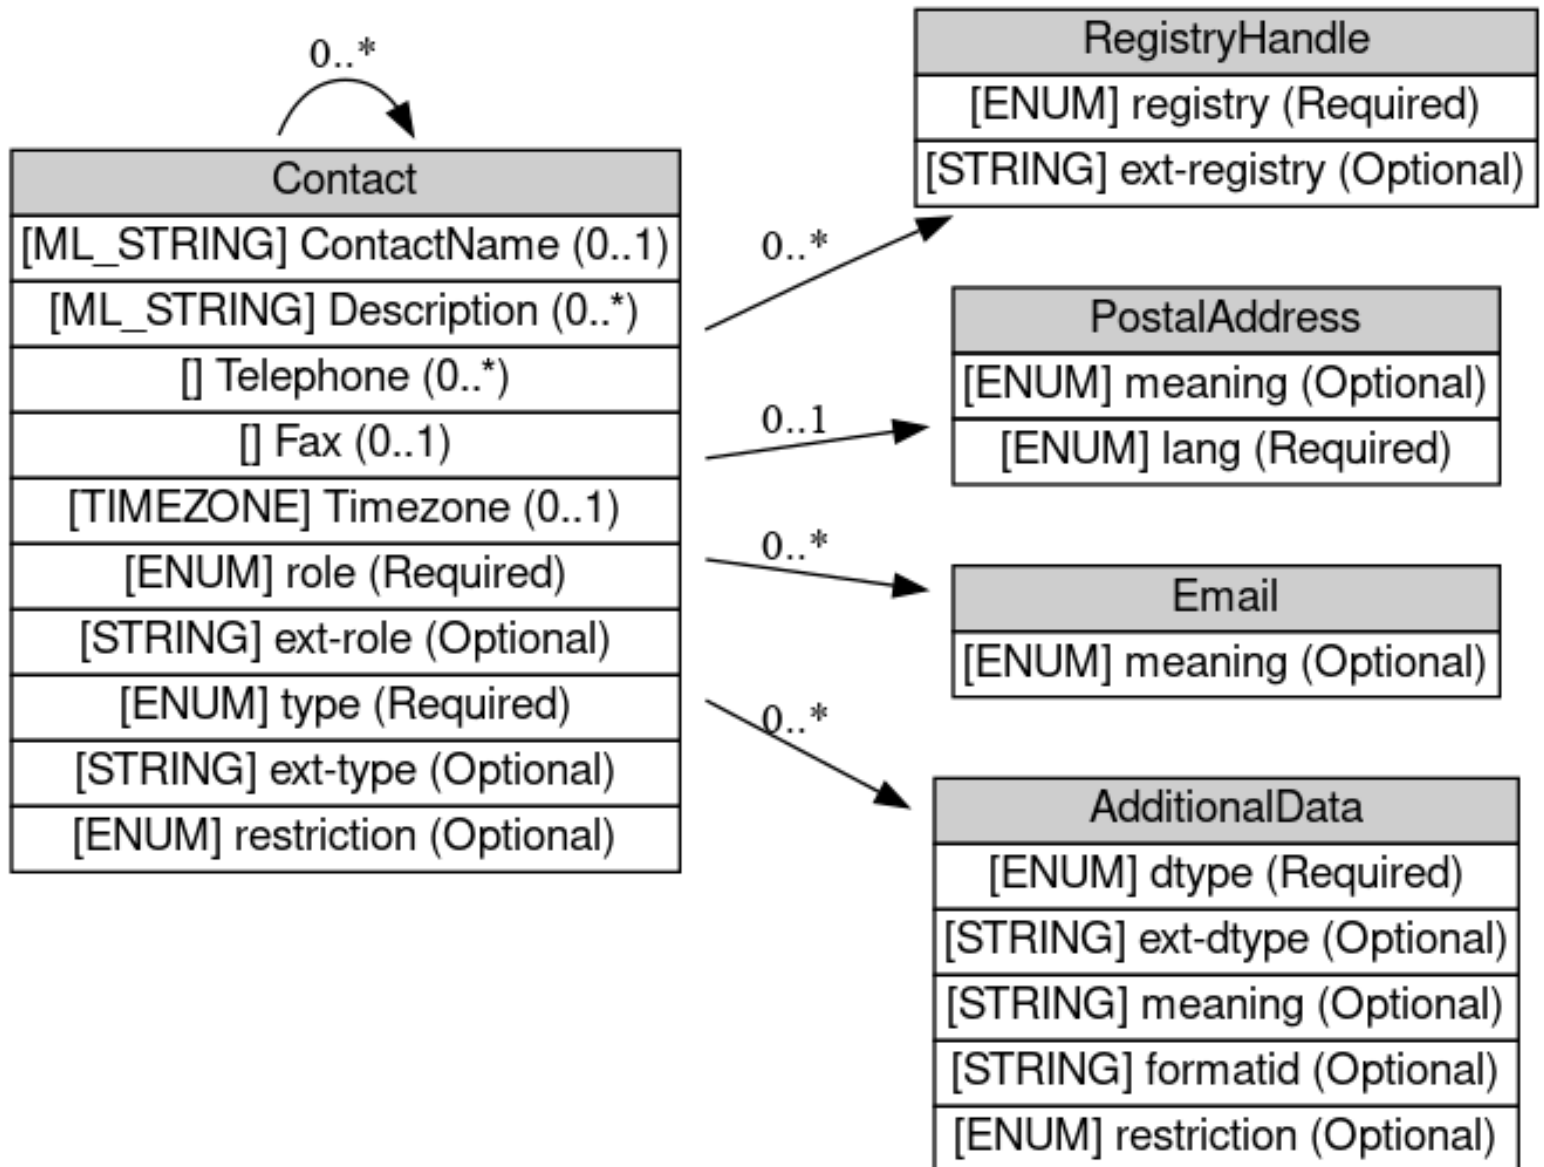 0..*
Contact
[ML_STRING] ContactName (0..1)
[ML_STRING] Description (0..*)
[] Telephone (0..*)
[] Fax (0..1)
[TIMEZONE] Timezone (0..1)
[ENUM] role (Required)
[STRING] ext-role (Optional)
[ENUM] type (Required)
[STRING] ext-type (Optional)
[ENUM] restriction (Optional)
0..*
RegistryHandle
[ENUM] registry (Required)
[STRING] ext-registry (Optional)
0..1
PostalAddress
[ENUM] meaning (Optional)
[ENUM] lang (Required)
0..*
Email
[ENUM] meaning (Optional)
0..*
AdditionalData
[ENUM] dtype (Required)
[STRING] ext-dtype (Optional)
[STRING] meaning (Optional)
[STRING] formatid (Optional)
[ENUM] restriction (Optional)